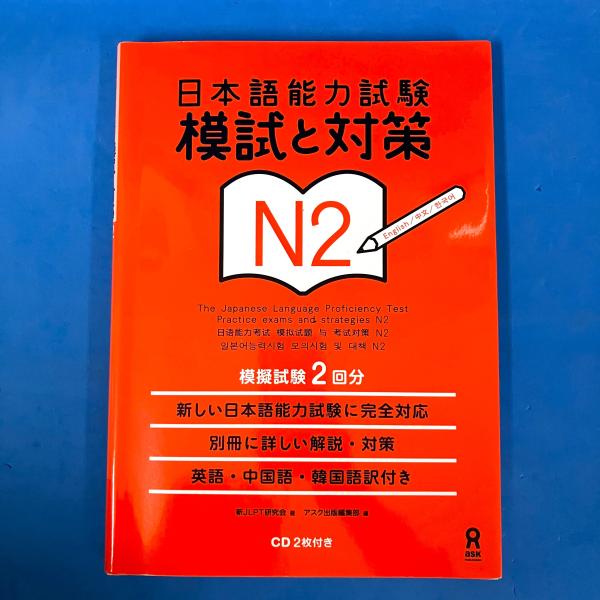 日本語能力試験
模試と対策
N2
English/中文/한국어
The Japanese Language Proficiency Test
Practice exams and strategies N2
日语能力考试 模拟试题 与 考试对策 N2
일본어능력시험 모의시험 및 대책 N2
模擬試験2回分
新しい日本語能力試験に完全対応
別冊に詳しい解説・対策
英語・中国語・韓国語訳付き
新JLPT研究会 著 アスク出版編集部 編
CD2枚付き
ask